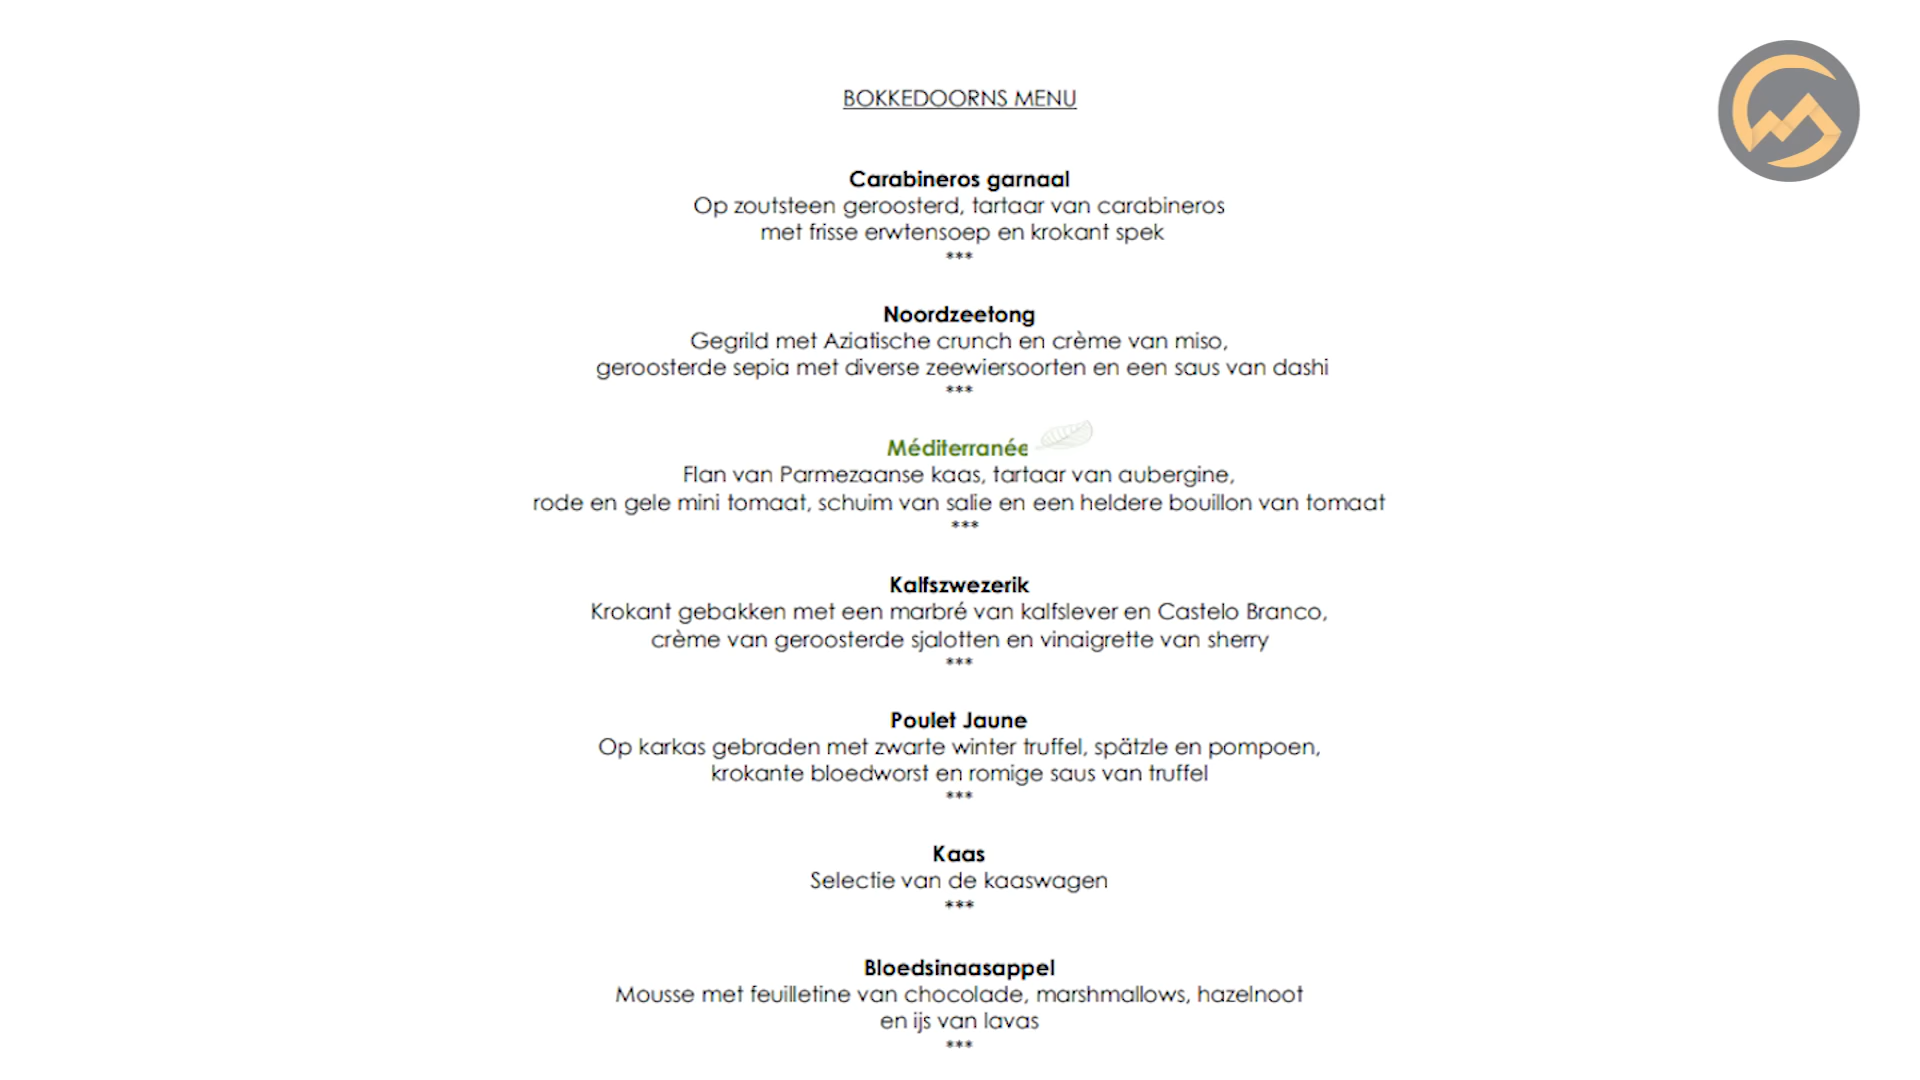 BOKKEDOORNS MENU
Carabineros garnaal
Op zoutsteen geroosterd, tartaar van carabineros
met frisse erwtensoep en krokant spek
***
Noordzeetong
Gegrild met Aziatische crunch en crème van miso,
geroosterde sepia met diverse zeewiersoorten en een saus van dashi
***
Méditerranée
Flan van Parmezaanse kaas, tartaar van aubergine,
rode en gele mini tomaat, schuim van salie en een heldere bouillon van tomaat
***
Kalfszwezerik
Krokant gebakken met een marbré van kalfslever en Castelo Branco,
crème van geroosterde sjalotten en vinaigrette van sherry
***
Poulet Jaune
Op karkas gebraden met zwarte winter truffel, spätzle en pompoen,
krokante bloedworst en romige saus van truffel
***
Kaas
Selectie van de kaaswagen
***
Bloedsinaasappel
Mousse met feuilletine van chocolade, marshmallows, hazelnoot
en ijs van lavas
***